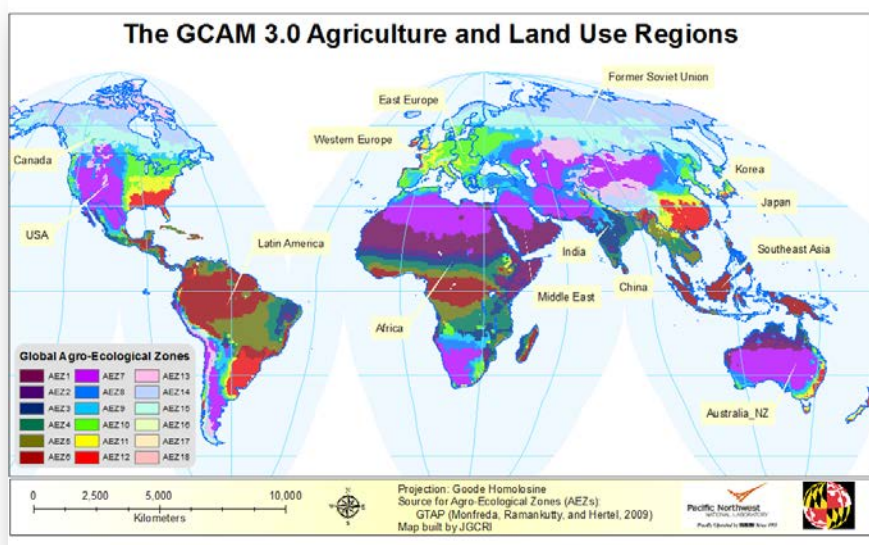 The GCAM 3.0 Agriculture and Land Use Regions
Former Soviet Union
East Europe
Western Europe
Canada
Korea
Japan
USA
Latin America
India
Southeast Asia
China
Middle East
Africa
Australia_NZ
Global Agro-Ecological Zones
AEZ1 AEZ7 AEZ13
AEZ2 AEZ8 AEZ14
AEZ3 AEZ9 AEZ15
AEZ4 AEZ10 AEZ16
AEZ5 AEZ11 AEZ17
AEZ6 AEZ12 AEZ18
0 2,500 5,000 10,000
Kilometers
N
Projection: Goode Homolosine
Source for Agro-Ecological Zones (AEZs):
GTAP (Monfreda, Ramankutty, and Hertel, 2009)
Map built by JGCRI
Pacific Northwest
NATIONAL LABORATORY